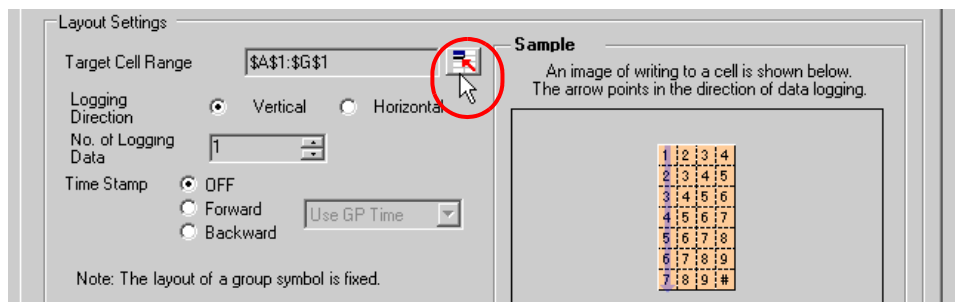 Layout Settings
Target Cell Range $A$1:$G$1
Logging Direction Vertical Horizontal
No. of Logging Data 1
Time Stamp OFF
Forward Use GP Time
Backward
Note: The layout of a group symbol is fixed.
Sample
An image of writing to a cell is shown below.
The arrow points in the direction of data logging.
1 2 3 4
2 3 4 5
3 4 5 6
4 5 6 7
5 6 7 8
6 7 8 9
7 8 9 #